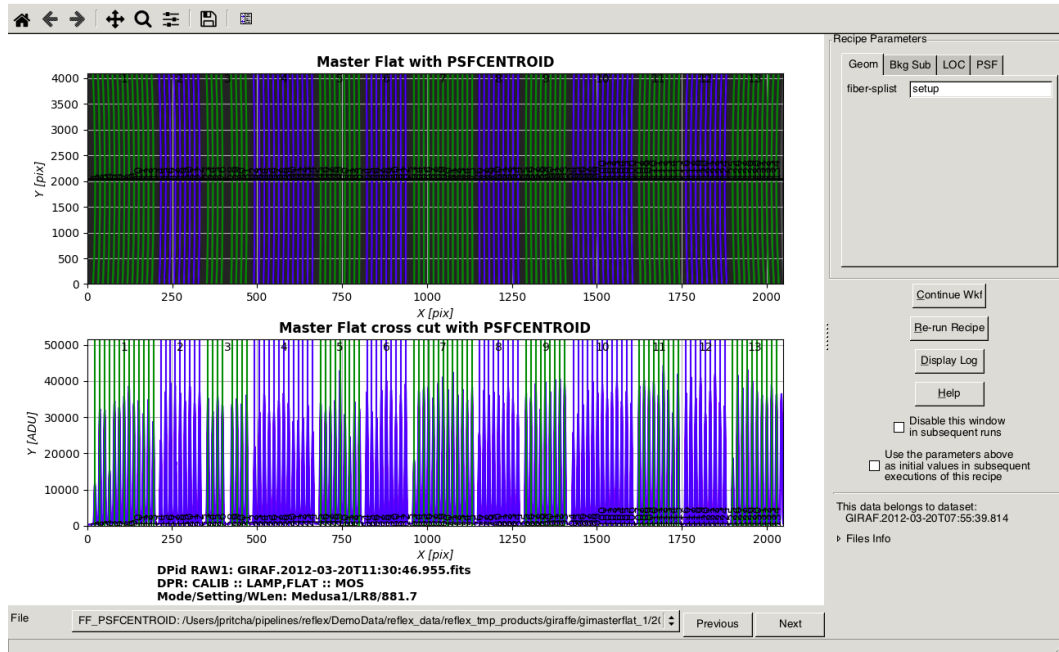 Recipe Parameters
Geom Bkg Sub LOC PSF
fiber-splist setup
Master Flat with PSFCENTROID
1 2 3 4 5 6 7 8 9 10 11 12 13
4000
3500
3000
2500
2000
1500
1000
500
0
Y [pix]
0 250 500 750 1000 1250 1500 1750 2000
X [pix]
Master Flat cross cut with PSFCENTROID
1 2 3 4 5 6 7 8 9 10 11 12 13
50000
40000
30000
20000
10000
0
Y [ADU]
0 250 500 750 1000 1250 1500 1750 2000
X [pix]
DPid RAW1: GIRAF.2012-03-20T11:30:46.955.fits
DPR: CALIB :: LAMP,FLAT :: MOS
Mode/Setting/WLen: Medusa1/LR8/881.7
Continue Wkf
Re-run Recipe
Display Log
Help
Disable this window
in subsequent runs
Use the parameters above
as initial values in subsequent
executions of this recipe
This data belongs to dataset:
GIRAF.2012-03-20T07:55:39.814
Files Info
File FF_PSFCENTROID: /Users/jpritcha/pipelines/reflex/DemoData/reflex_data/reflex_tmp_products/giraffe/gimasterflat_1/2( Previous Next